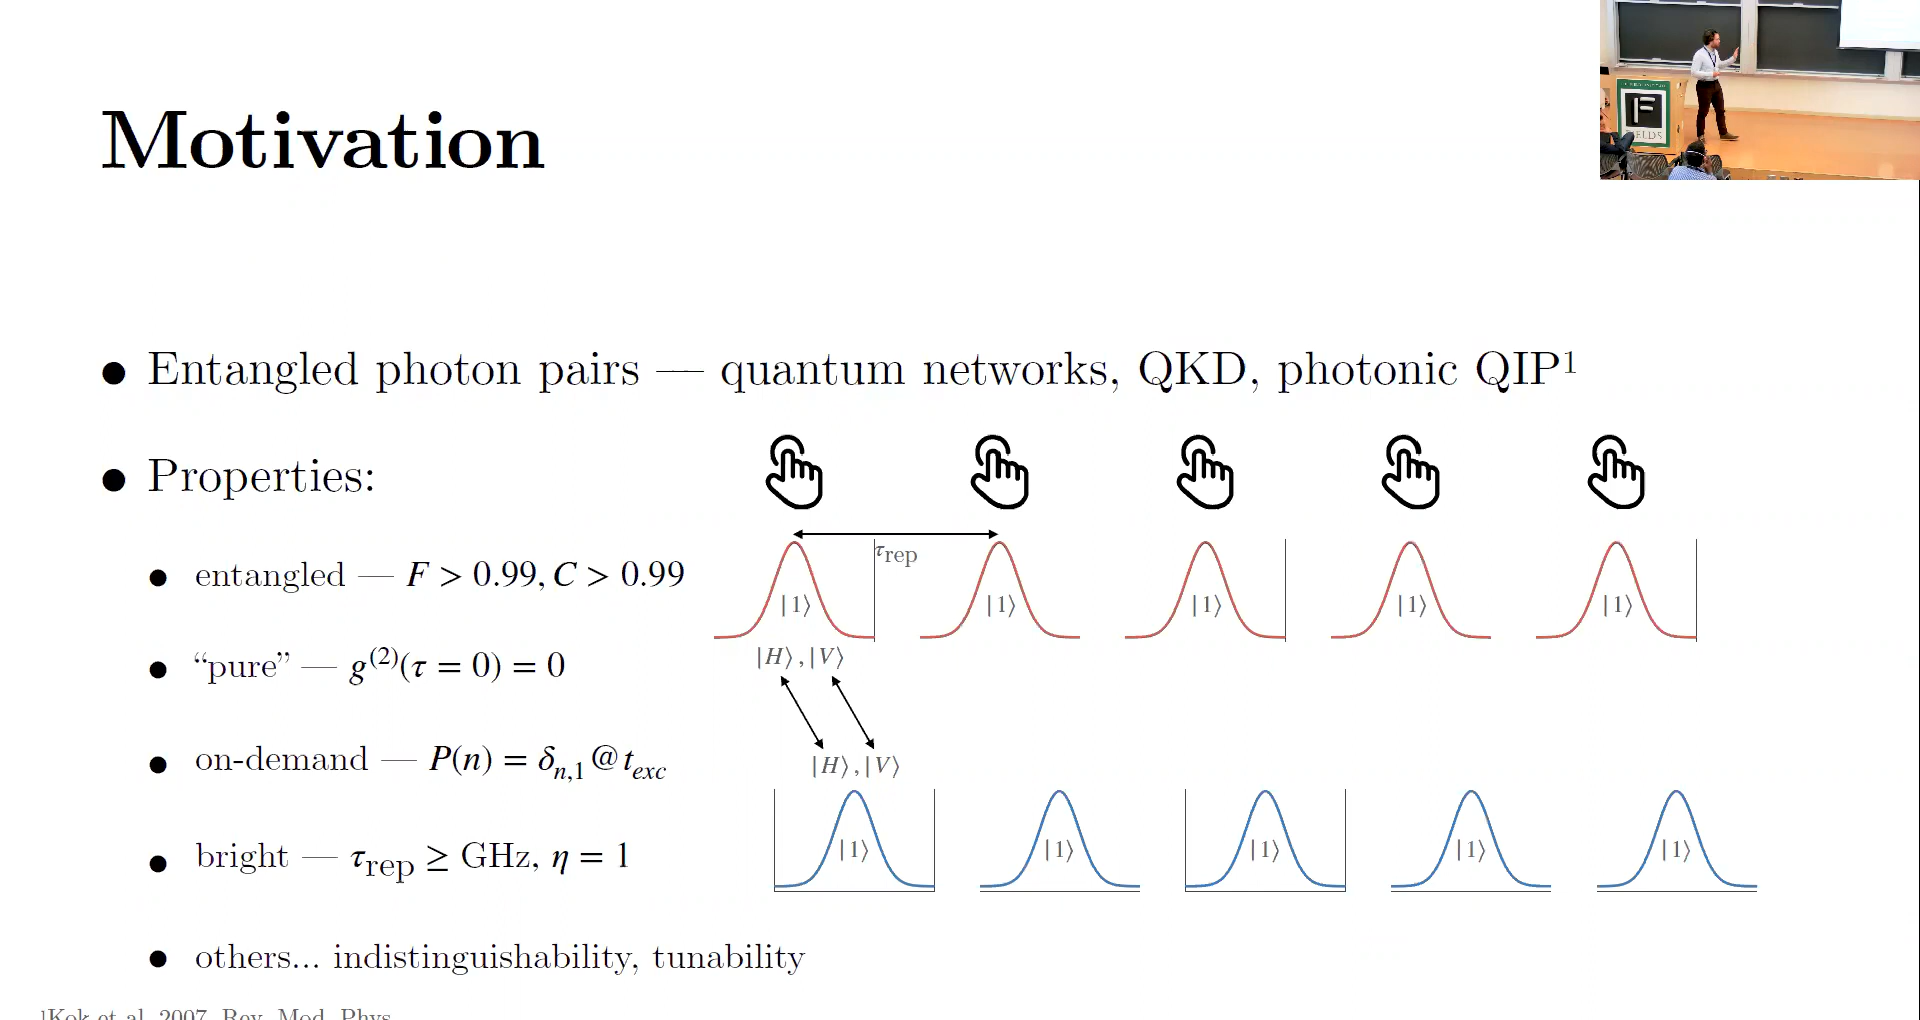 Motivation
• Entangled photon pairs — quantum networks, QKD, photonic QIP¹
• Properties:
• entangled — F > 0.99, C > 0.99
• “pure” — g⁽²⁾(τ = 0) = 0
• on-demand — P(n) = δₙ,₁ @ t_exc
• bright — τ_rep ≥ GHz, η = 1
• others... indistinguishability, tunability
τ_rep
|1⟩ |1⟩ |1⟩ |1⟩ |1⟩
|H⟩, |V⟩
|H⟩, |V⟩
|1⟩ |1⟩ |1⟩ |1⟩ |1⟩
¹Kok et al. 2007, Rev. Mod. Phys.
F
FIELDS